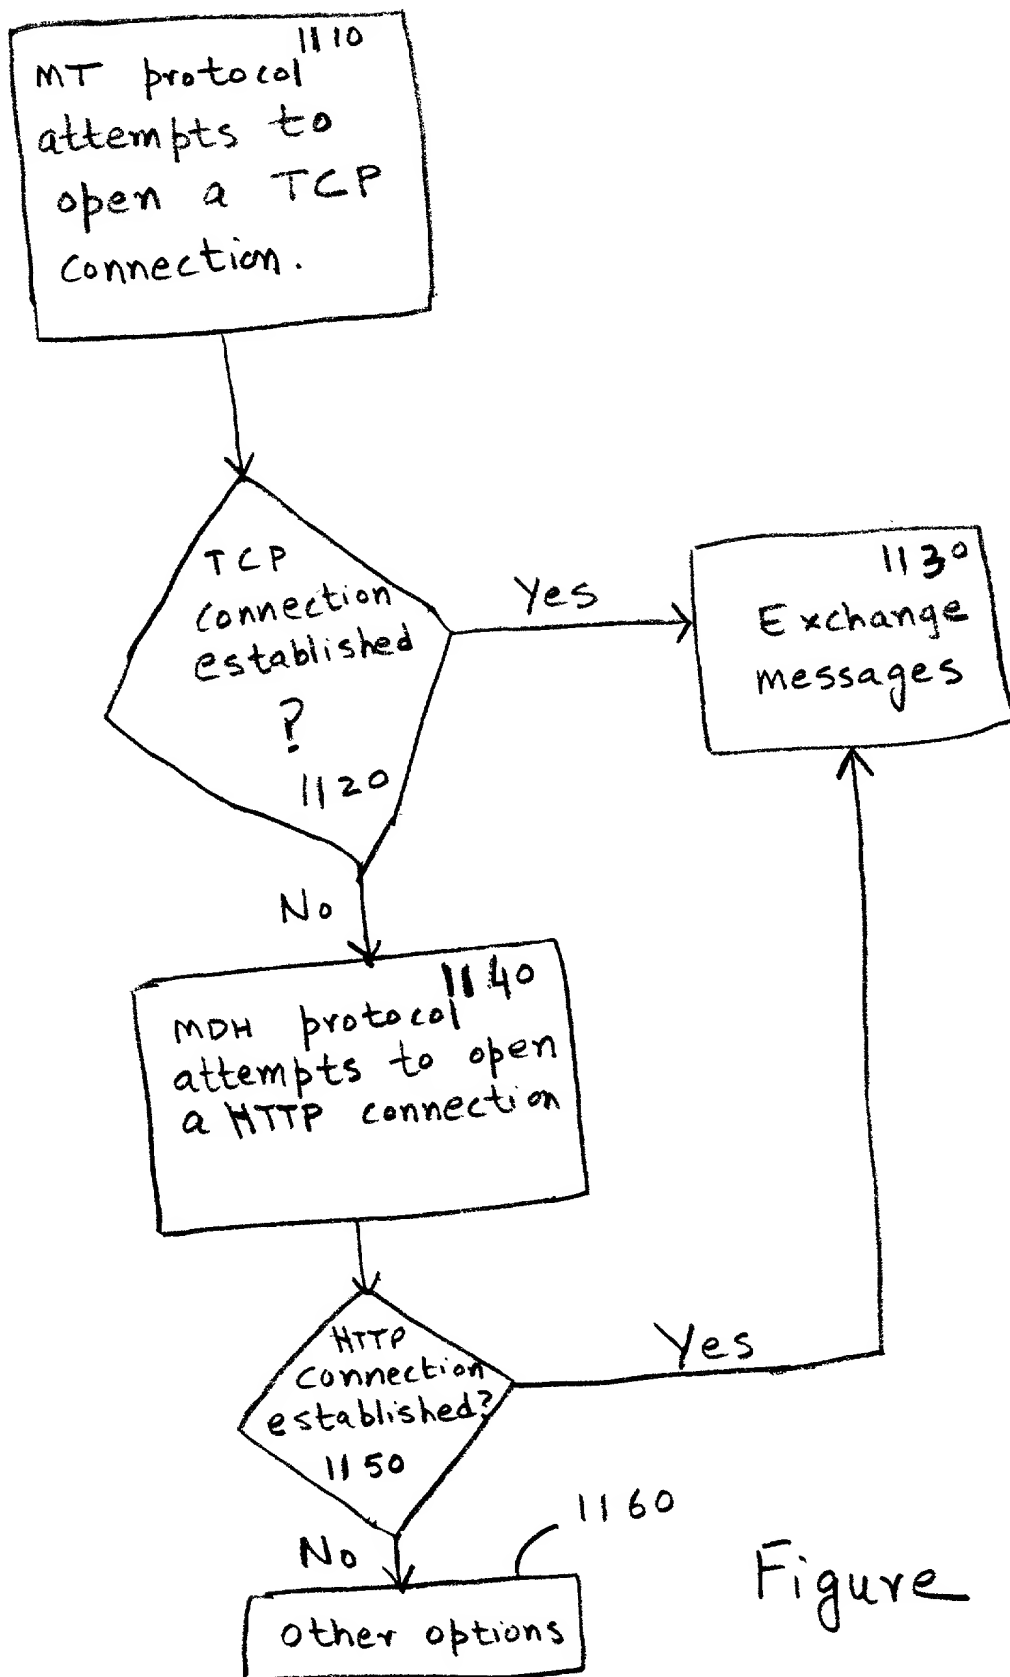 1110
MT protocol
attempts to
open a TCP
connection.
TCP
connection
established
?
1120
Yes
1130
Exchange
messages
No
1140
MDH protocol
attempts to open
a HTTP connection
HTTP
connection
established?
1150
Yes
No
1160
other options
Figure